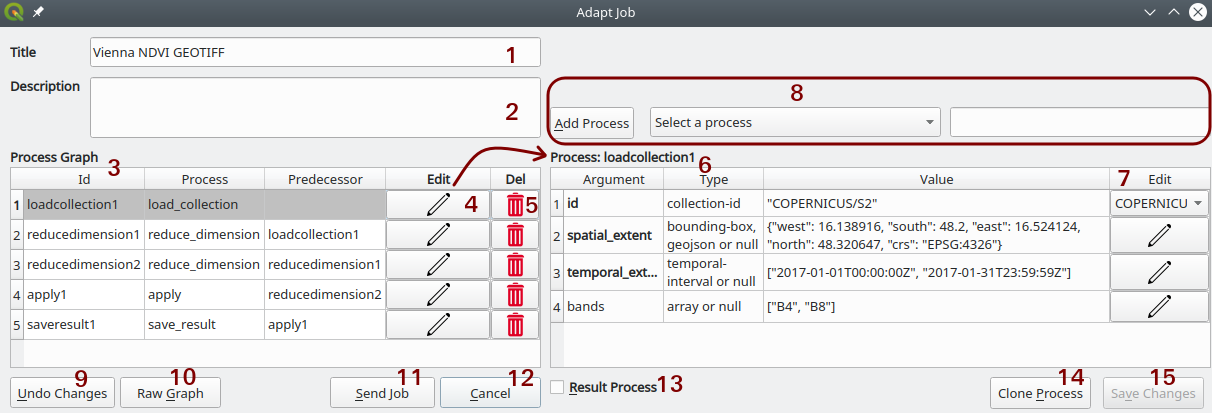 Adapt Job
Title
Vienna NDVI GEOTIFF
1
Description
2
8
Add Process
Select a process
Process Graph
3
Id Process Predecessor Edit Del
1 loadcollection1 load_collection 4 5
2 reducedimension1 reduce_dimension loadcollection1
3 reducedimension2 reduce_dimension reducedimension1
4 apply1 apply reducedimension2
5 saveresult1 save_result apply1
Process: loadcollection1
6
7
Argument Type Value Edit
1 id collection-id "COPERNICUS/S2" COPERNICU
2 spatial_extent bounding-box, geojson or null {"west": 16.138916, "south": 48.2, "east": 16.524124, "north": 48.320647, "crs": "EPSG:4326"}
3 temporal_ext... temporal-interval or null ["2017-01-01T00:00:00Z", "2017-01-31T23:59:59Z"]
4 bands array or null ["B4", "B8"]
9 10 11 12 13 14 15
Undo Changes Raw Graph Send Job Cancel Result Process Clone Process Save Changes